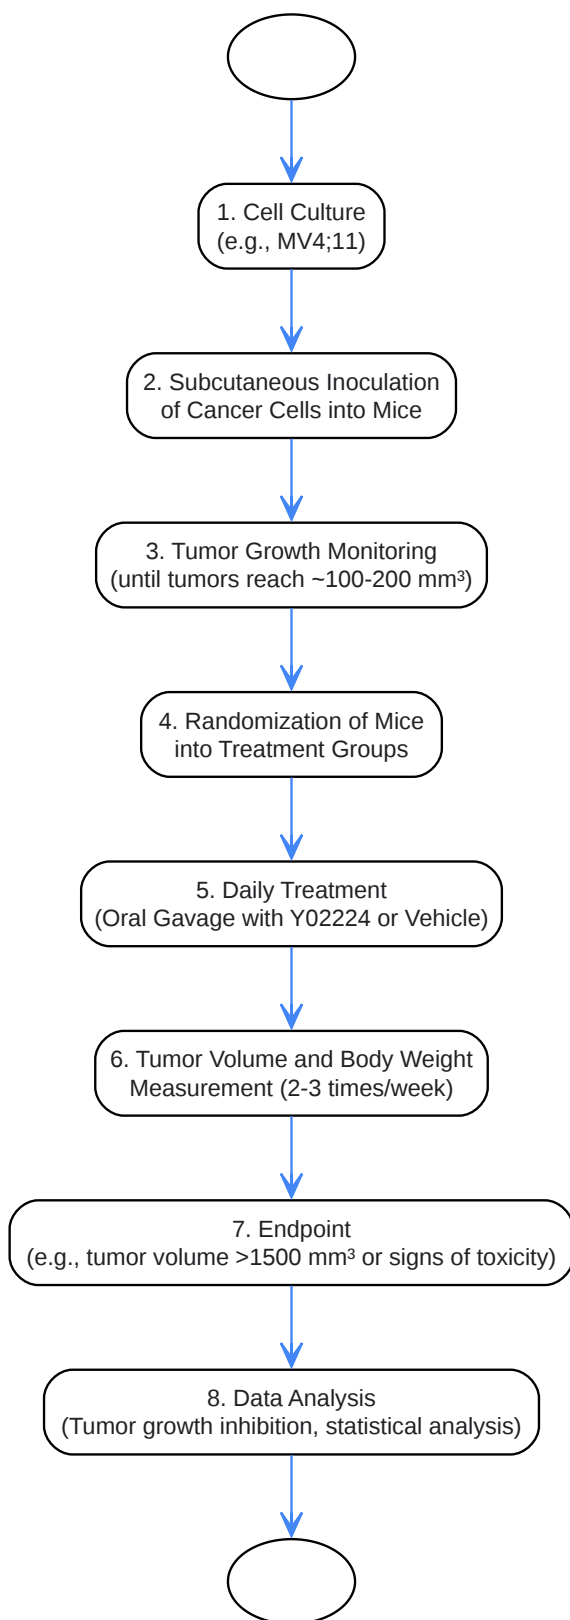 1. Cell Culture
(e.g., MV4;11)
2. Subcutaneous Inoculation
of Cancer Cells into Mice
3. Tumor Growth Monitoring
(until tumors reach ~100-200 mm³)
4. Randomization of Mice
into Treatment Groups
5. Daily Treatment
(Oral Gavage with Y02224 or Vehicle)
6. Tumor Volume and Body Weight
Measurement (2-3 times/week)
7. Endpoint
(e.g., tumor volume >1500 mm³ or signs of toxicity)
8. Data Analysis
(Tumor growth inhibition, statistical analysis)